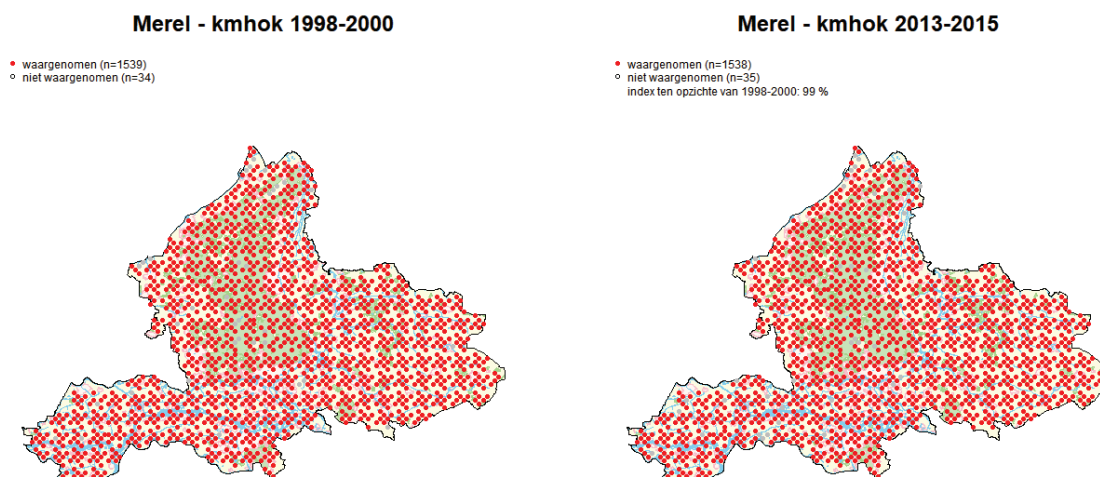 Merel - kmhok 1998-2000
waargenomen (n=1539)
niet waargenomen (n=34)
Merel - kmhok 2013-2015
waargenomen (n=1538)
niet waargenomen (n=35)
index ten opzichte van 1998-2000: 99 %